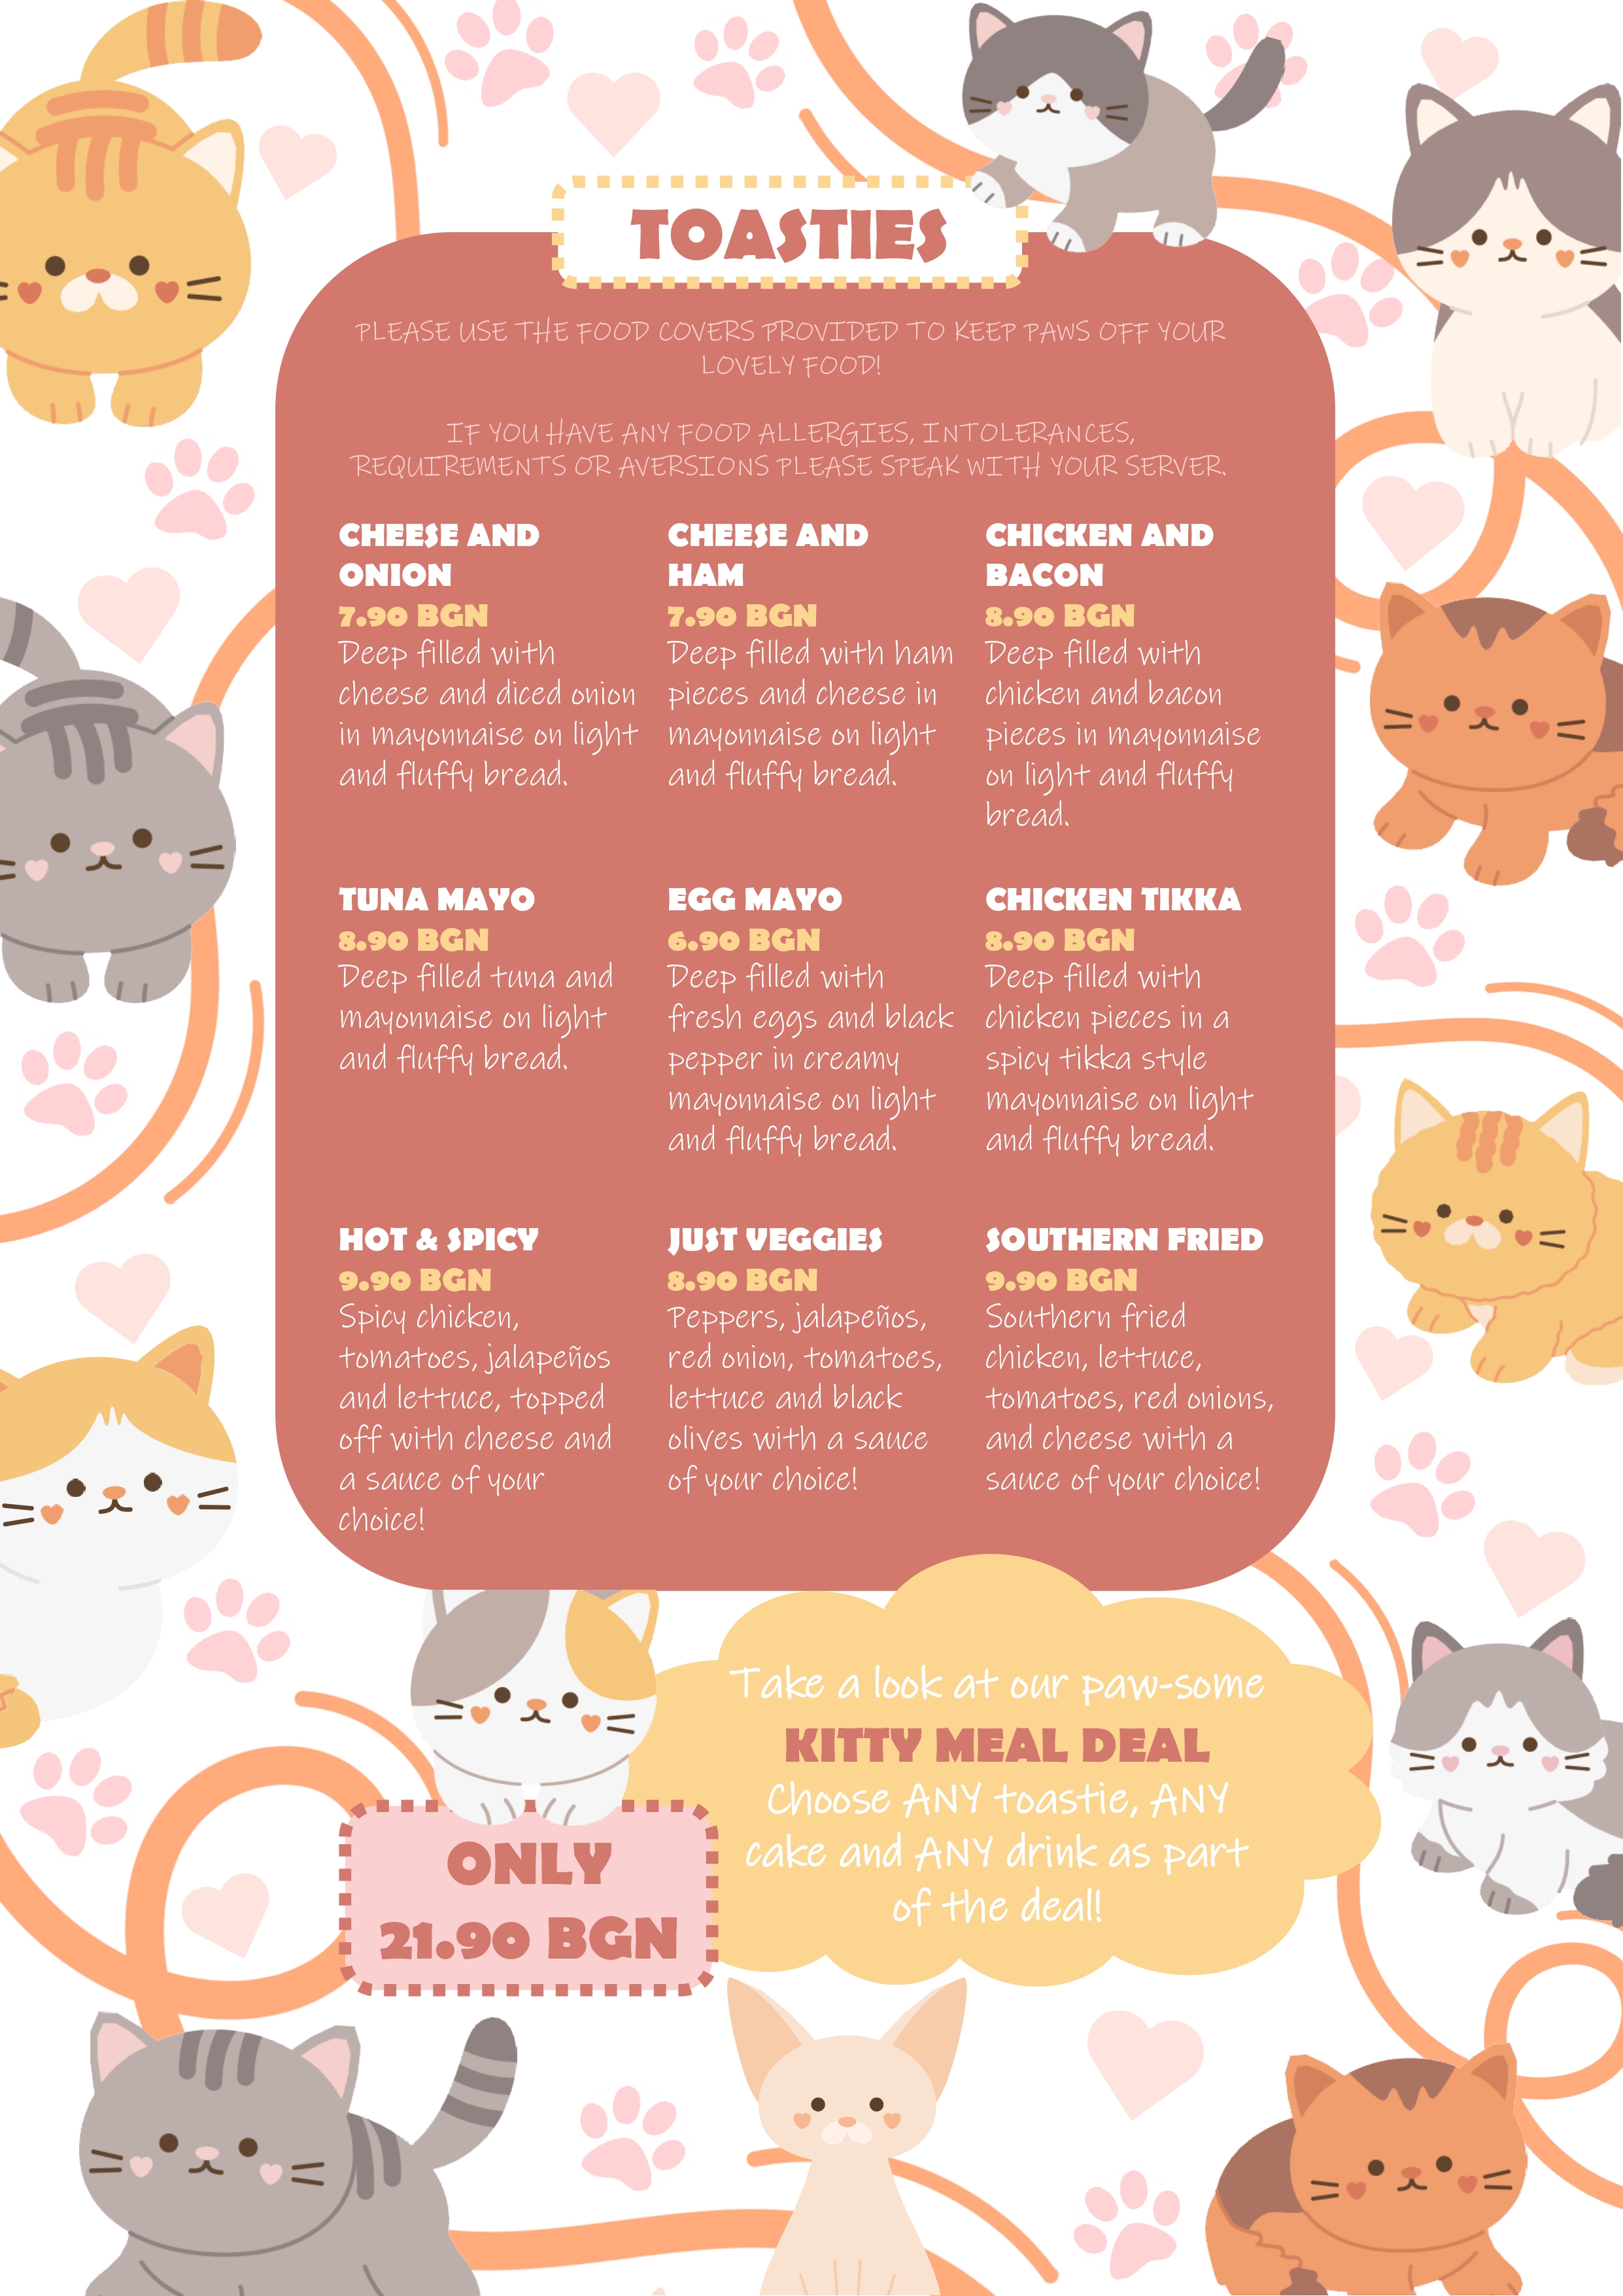 TOASTIES
PLEASE USE THE FOOD COVERS PROVIDED TO KEEP PAWS OFF YOUR
LOVELY FOOD!
IF YOU HAVE ANY FOOD ALLERGIES, INTOLERANCES,
REQUIREMENTS OR AVERSIONS PLEASE SPEAK WITH YOUR SERVER.
CHEESE AND
ONION
7.90 BGN
Deep filled with
cheese and diced onion
in mayonnaise on light
and fluffy bread.
CHEESE AND
HAM
7.90 BGN
Deep filled with ham
pieces and cheese in
mayonnaise on light
and fluffy bread.
CHICKEN AND
BACON
8.90 BGN
Deep filled with
chicken and bacon
pieces in mayonnaise
on light and fluffy
bread.
TUNA MAYO
8.90 BGN
Deep filled tuna and
mayonnaise on light
and fluffy bread.
EGG MAYO
6.90 BGN
Deep filled with
fresh eggs and black
pepper in creamy
mayonnaise on light
and fluffy bread.
CHICKEN TIKKA
8.90 BGN
Deep filled with
chicken pieces in a
spicy tikka style
mayonnaise on light
and fluffy bread.
HOT & SPICY
9.90 BGN
Spicy chicken,
tomatoes, jalapeños
and lettuce, topped
off with cheese and
a sauce of your
choice!
JUST VEGGIES
8.90 BGN
Peppers, jalapeños,
red onion, tomatoes,
lettuce and black
olives with a sauce
of your choice!
SOUTHERN FRIED
9.90 BGN
Southern fried
chicken, lettuce,
tomatoes, red onions,
and cheese with a
sauce of your choice!
Take a look at our paw-some
KITTY MEAL DEAL
Choose ANY toastie, ANY
cake and ANY drink as part
of the deal!
ONLY
21.90 BGN